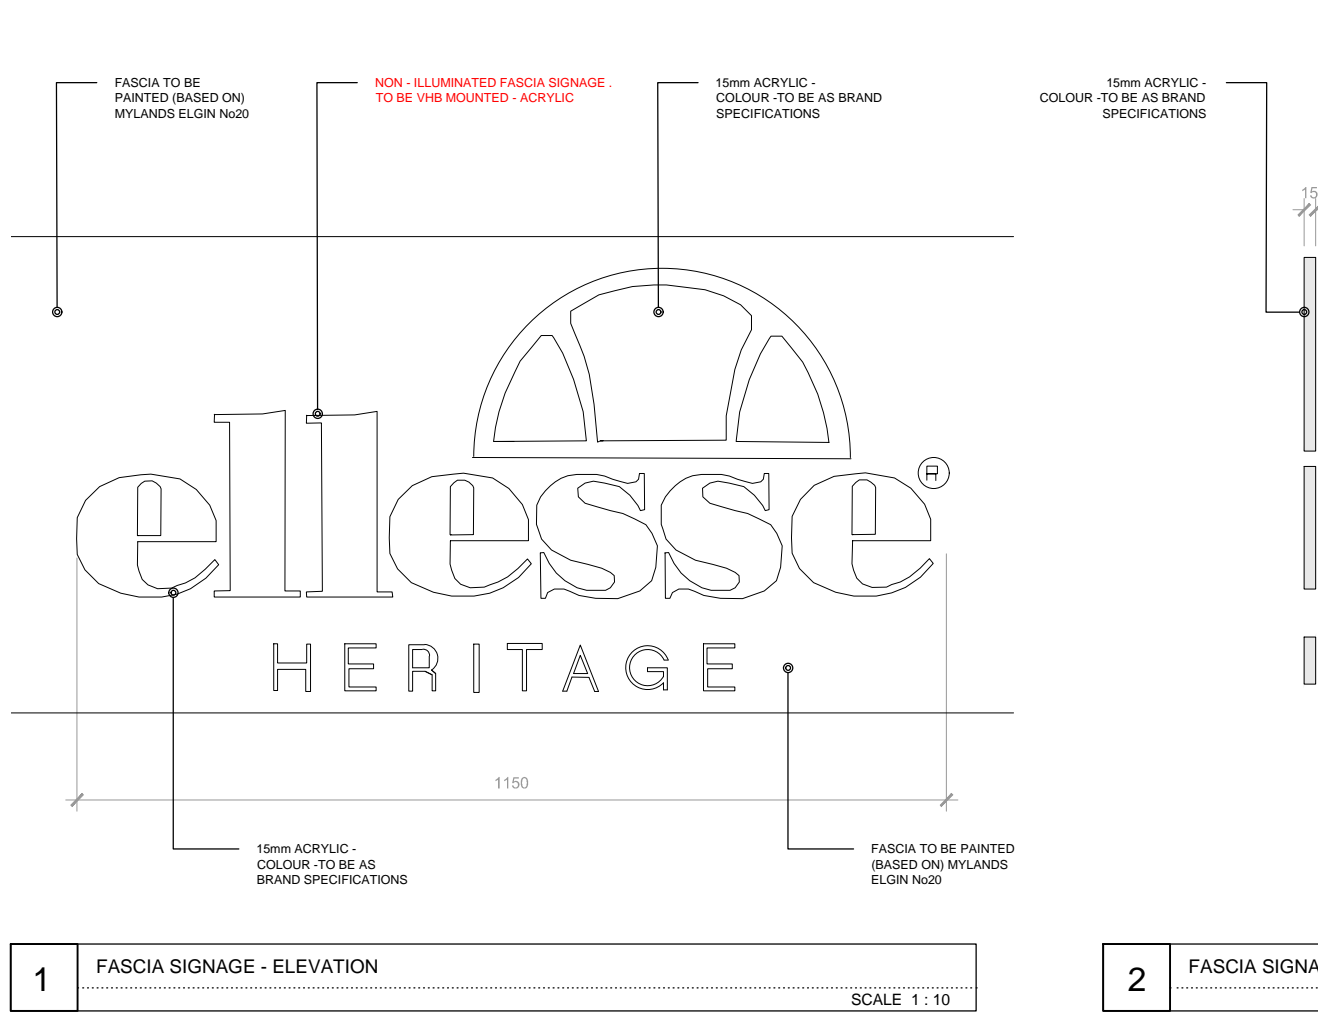 FASCIA TO BE
PAINTED (BASED ON)
MYLANDS ELGIN No20
NON - ILLUMINATED FASCIA SIGNAGE .
TO BE VHB MOUNTED - ACRYLIC
15mm ACRYLIC -
COLOUR -TO BE AS BRAND
SPECIFICATIONS
15mm ACRYLIC -
COLOUR -TO BE AS BRAND
SPECIFICATIONS
15
ellesse
R
HERITAGE
1150
15mm ACRYLIC -
COLOUR -TO BE AS
BRAND SPECIFICATIONS
FASCIA TO BE PAINTED
(BASED ON) MYLANDS
ELGIN No20
1
FASCIA SIGNAGE - ELEVATION
SCALE 1 : 10
2
FASCIA SIGNA